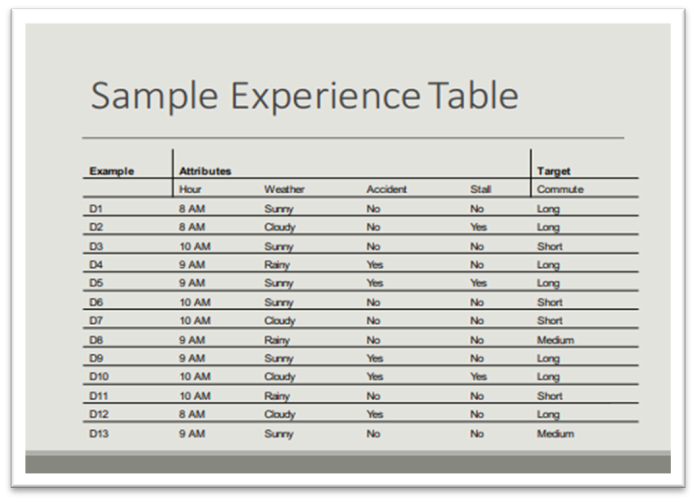 Sample Experience Table
Example Attributes Target
Hour Weather Accident Stall Commute
D1 8 AM Sunny No No Long
D2 8 AM Cloudy No Yes Long
D3 10 AM Sunny No No Short
D4 9 AM Rainy Yes No Long
D5 9 AM Sunny Yes Yes Long
D6 10 AM Sunny No No Short
D7 10 AM Cloudy No No Short
D8 9 AM Rainy No No Medium
D9 9 AM Sunny Yes No Long
D10 10 AM Cloudy Yes Yes Long
D11 10 AM Rainy No No Short
D12 8 AM Cloudy Yes No Long
D13 9 AM Sunny No No Medium